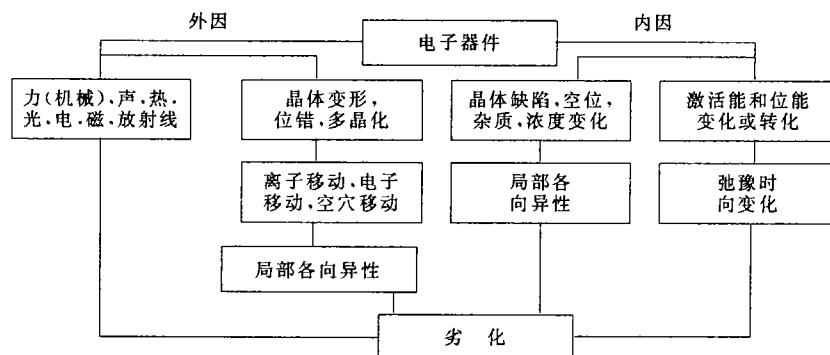 外因
电子器件
内因
力(机械)、声、热、
光、电、磁、放射线
晶体变形,
位错、多晶化
晶体缺陷、空位,
杂质、浓度变化
激活能和位能
变化或转化
离子移动、电子
移动、空穴移动
局部各
向异性
弛豫时
向变化
局部各向异性
劣 化